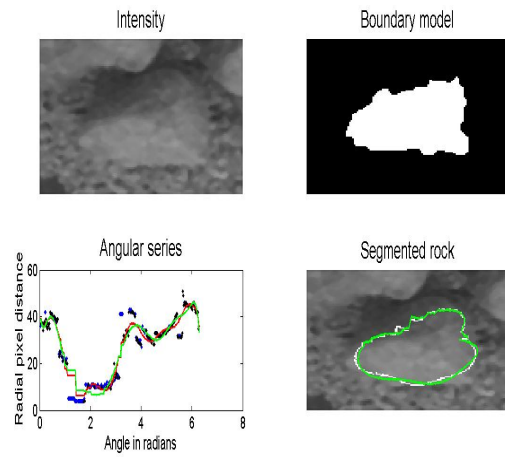 Intensity
Boundary model
Angular series
Segmented rock
60
40
20
0
0
2
4
6
8
Radial pixel distance
Angle in radians